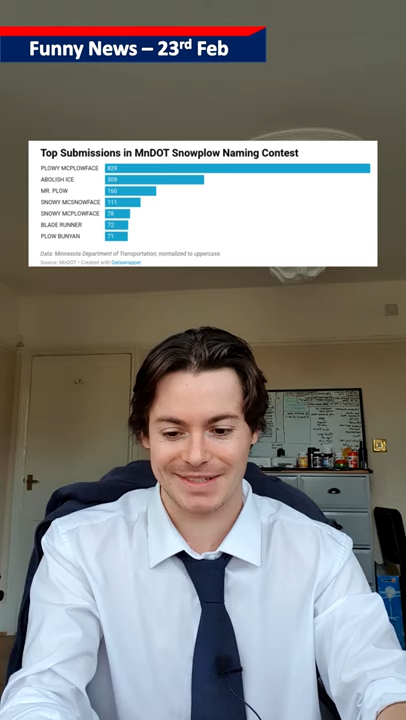 Funny News – 23rd Feb
Top Submissions in MnDOT Snowplow Naming Contest
PLOWY MCPLOWFACE 829
ABOLISH ICE 309
MR. PLOW 160
SNOWY MCSNOWFACE 111
SNOWY MCPLOWFACE 78
BLADE RUNNER 72
PLOW BUNYAN 71
Data: Minnesota Department of Transportation; normalized to uppercase.
Source: MnDOT • Created with Datawrapper